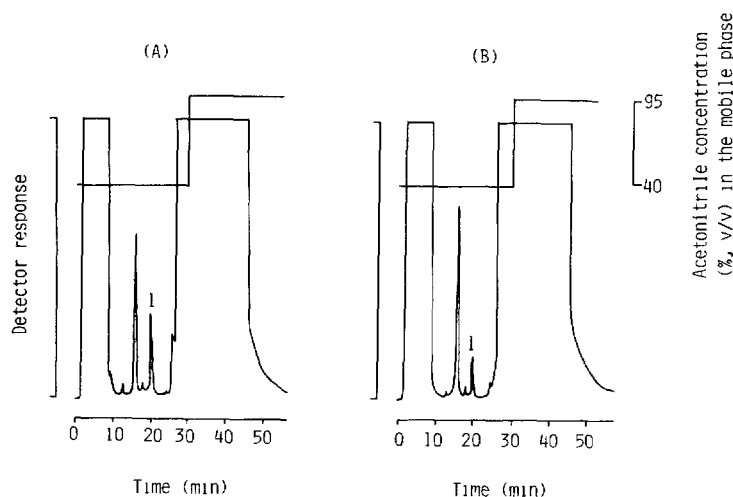 (A)
(B)
Detector response
1
1
95
40
Acetonitrile concentration
(%, v/v) in the mobile phase
0 10 20 30 40 50
0 10 20 30 40 50
Time (min)
Time (min)